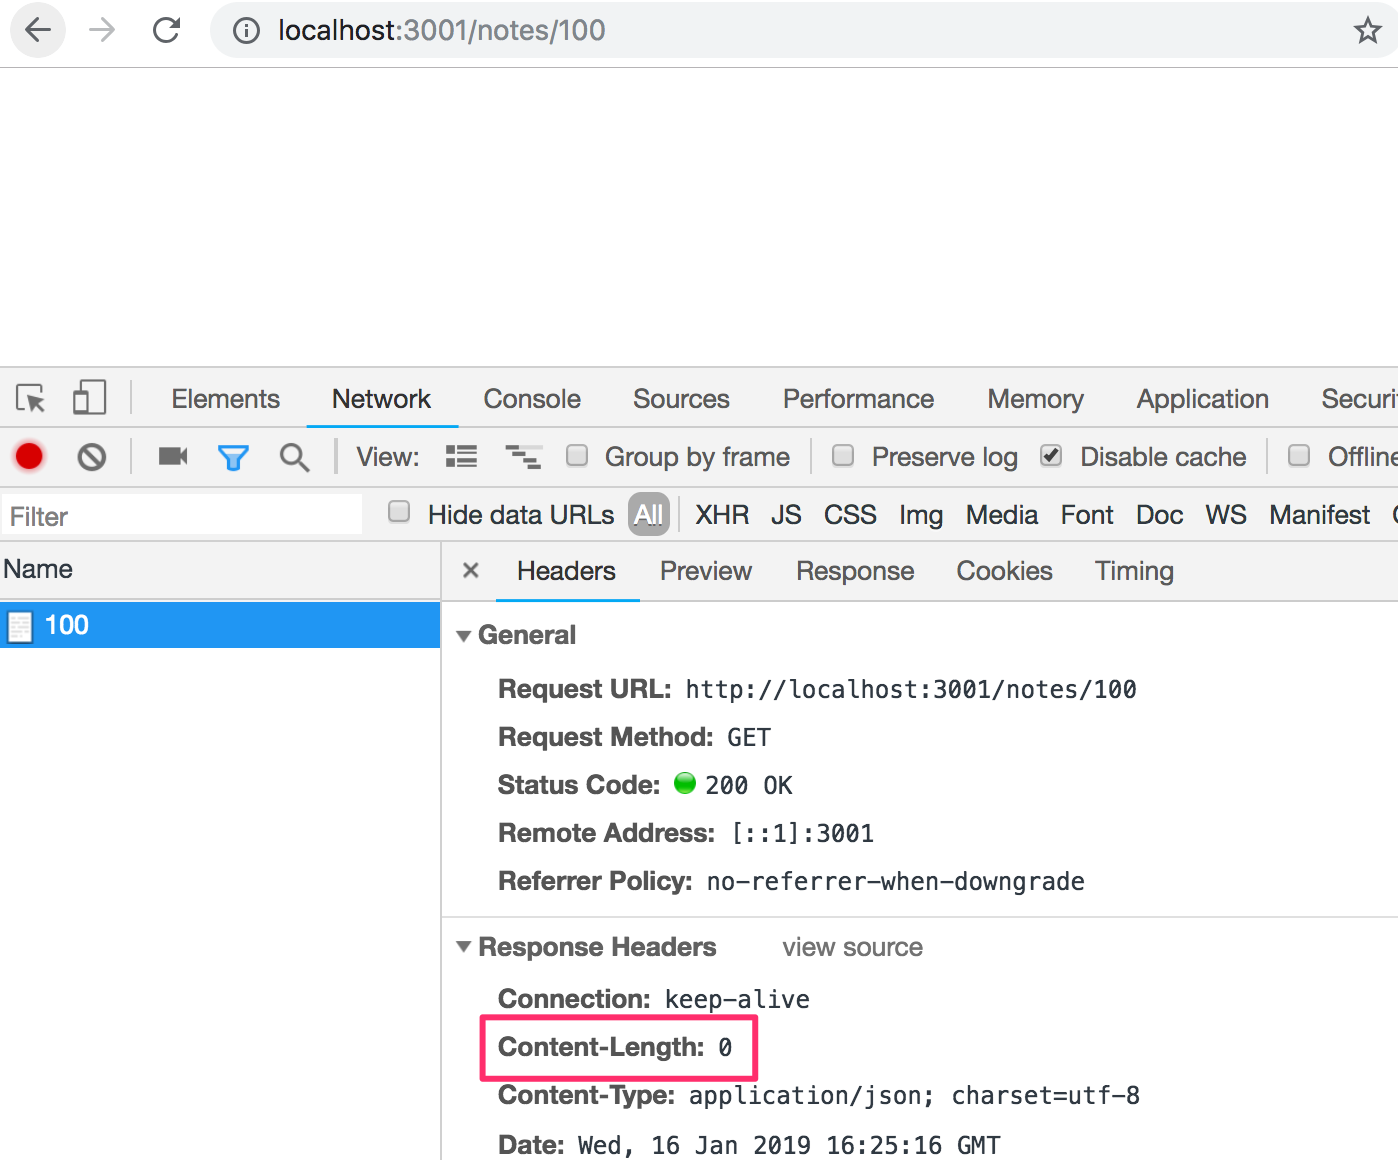 localhost:3001/notes/100
Elements Network Console Sources Performance Memory Application Securi
View: Group by frame Preserve log Disable cache Offline
Filter Hide data URLs All XHR JS CSS Img Media Font Doc WS Manifest
Name Headers Preview Response Cookies Timing
100
General
Request URL: http://localhost:3001/notes/100
Request Method: GET
Status Code: 200 OK
Remote Address: [::1]:3001
Referrer Policy: no-referrer-when-downgrade
Response Headers view source
Connection: keep-alive
Content-Length: 0
Content-Type: application/json; charset=utf-8
Date: Wed, 16 Jan 2019 16:25:16 GMT